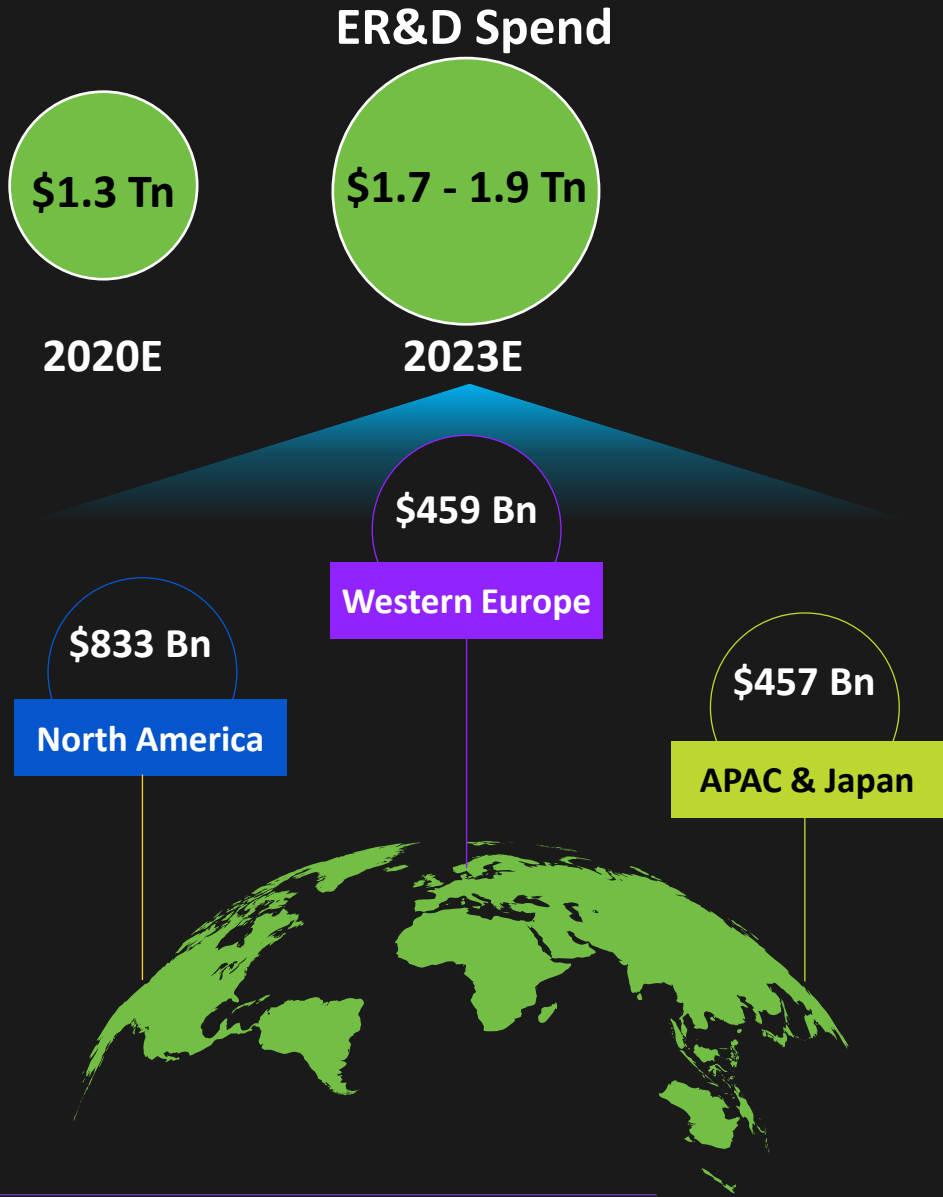 ER&D Spend
$1.3 Tn
$1.7 - 1.9 Tn
2020E
2023E
$459 Bn
Western Europe
$833 Bn
North America
$457 Bn
APAC & Japan